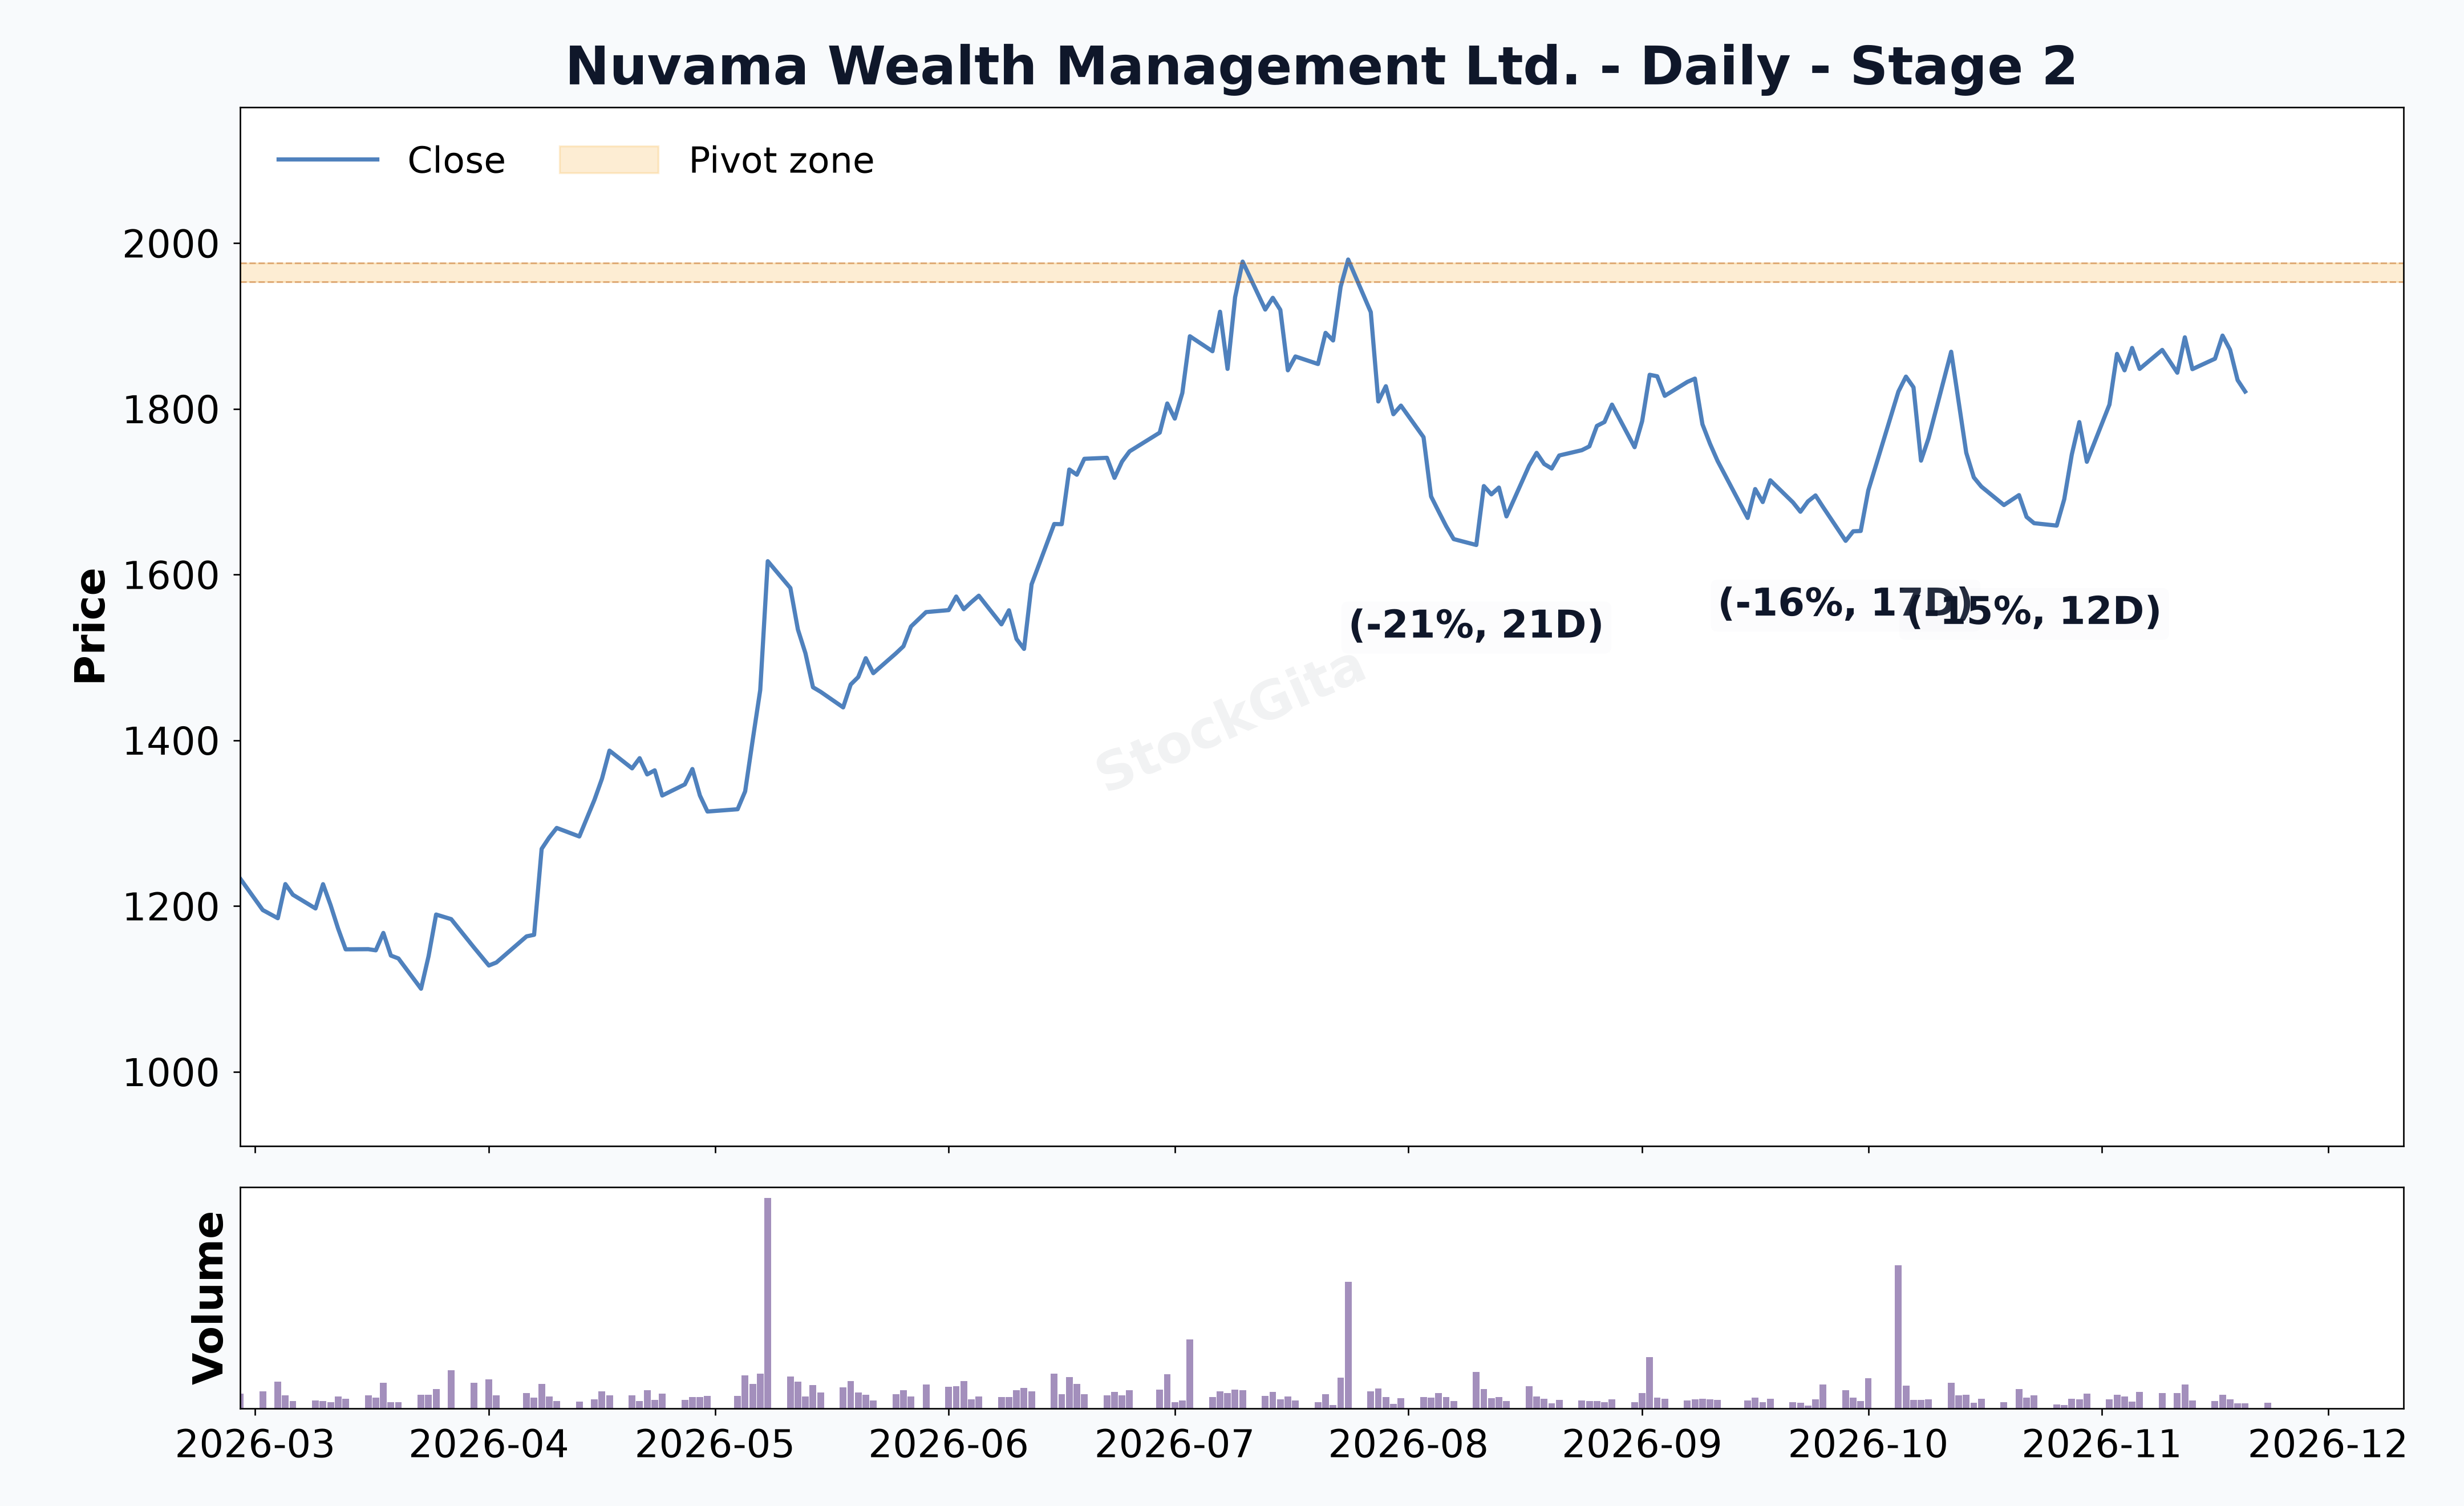 Nuvama Wealth Management Ltd. - Daily - Stage 2
Close
Pivot zone
Price
2000
1800
1600
1400
1200
1000
(-21%, 21D)
(-16%, 17D)
(-15%, 12D)
StockGita
Volume
2026-03
2026-04
2026-05
2026-06
2026-07
2026-08
2026-09
2026-10
2026-11
2026-12